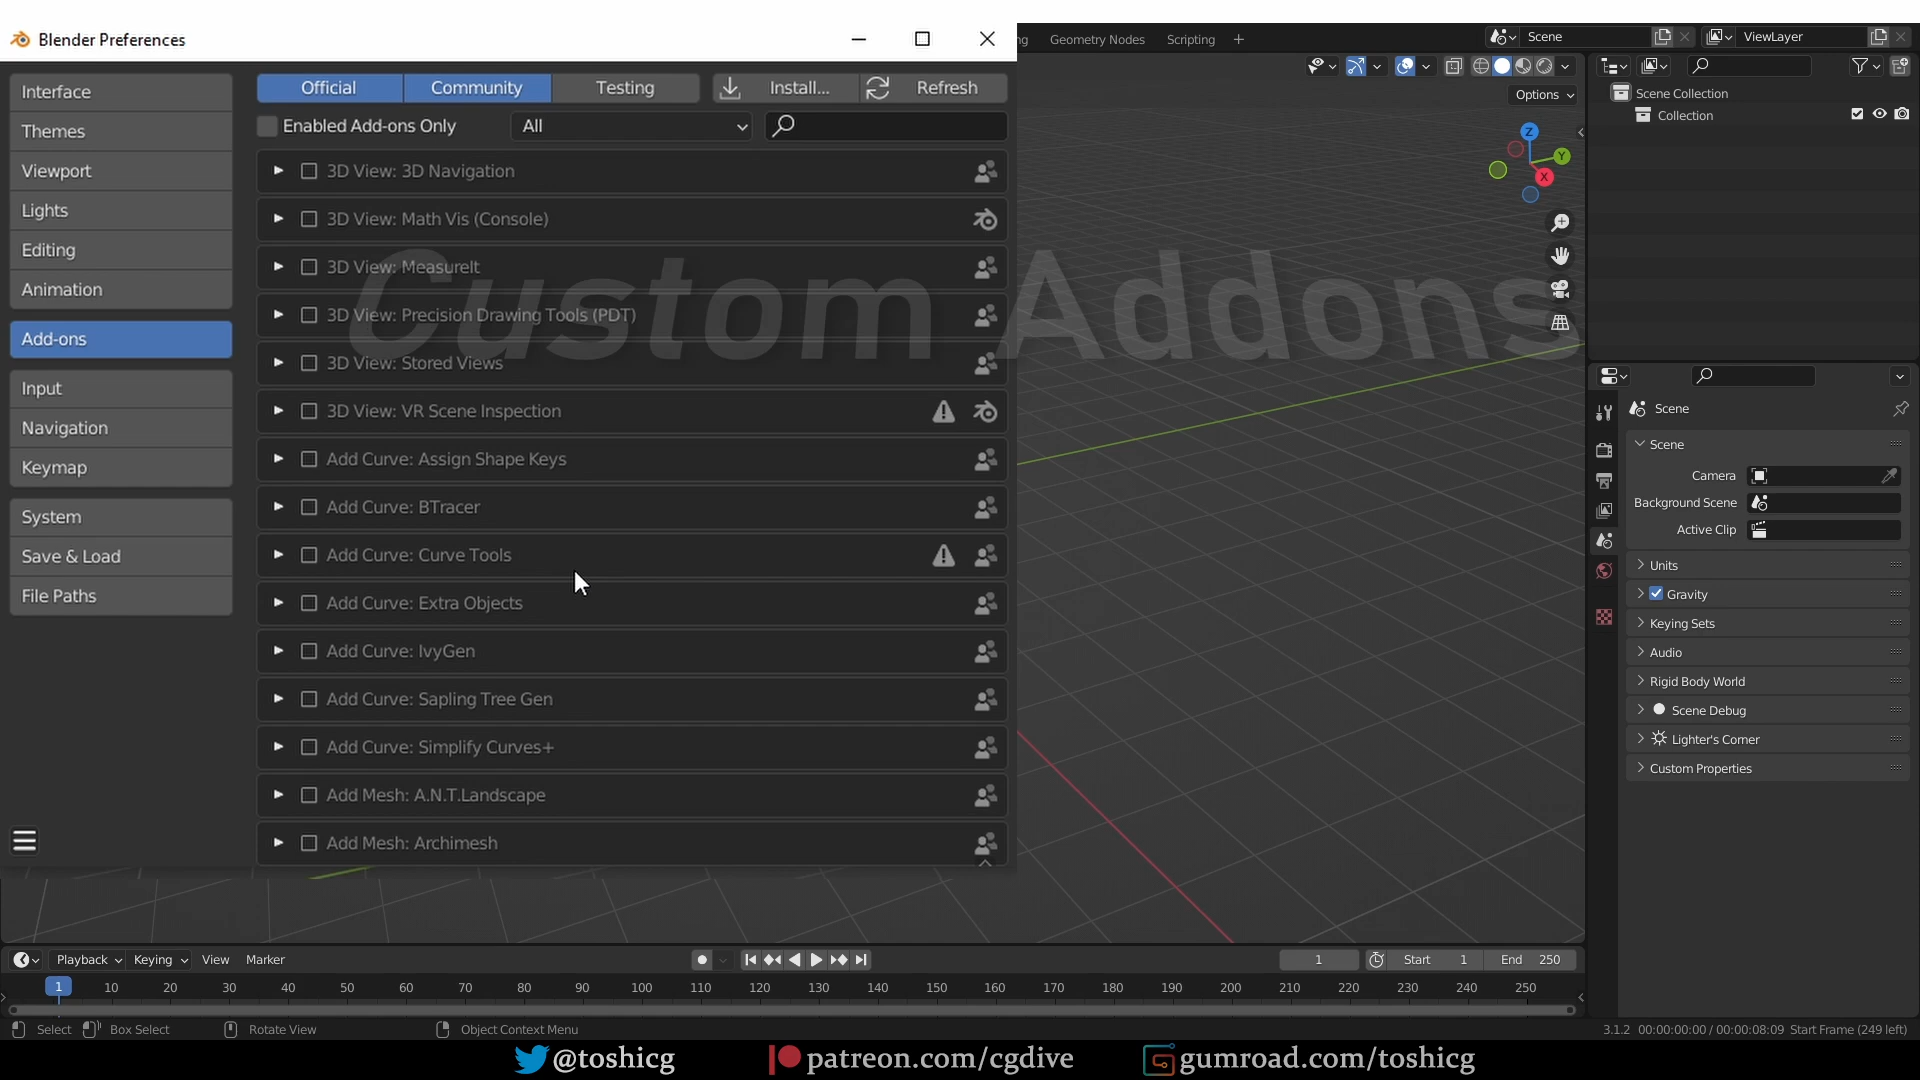 Blender Preferences
ng Geometry Nodes Scripting +
Scene
ViewLayer
Interface
Themes
Viewport
Lights
Editing
Animation
Add-ons
Input
Navigation
Keymap
System
Save & Load
File Paths
Official Community Testing Install... Refresh
Enabled Add-ons Only All
3D View: 3D Navigation
3D View: Math Vis (Console)
3D View: MeasureIt
3D View: Precision Drawing Tools (PDT)
3D View: Stored Views
3D View: VR Scene Inspection
Add Curve: Assign Shape Keys
Add Curve: BTracer
Add Curve: Curve Tools
Add Curve: Extra Objects
Add Curve: IvyGen
Add Curve: Sapling Tree Gen
Add Curve: Simplify Curves+
Add Mesh: A.N.T.Landscape
Add Mesh: Archimesh
Custom Addons
Options
Z
Y
X
Scene Collection
Collection
Scene
Scene
Camera
Background Scene
Active Clip
Units
Gravity
Keying Sets
Audio
Rigid Body World
Scene Debug
Lighter's Corner
Custom Properties
Playback Keying View Marker
1 Start 1 End 250
1 10 20 30 40 50 60 70 80 90 100 110 120 130 140 150 160 170 180 190 200 210 220 230 240 250
Select Box Select Rotate View Object Context Menu
3.1.2 00:00:00:00 / 00:00:08:09 Start Frame (249 left)
@toshicg patreon.com/cgdive gumroad.com/toshicg